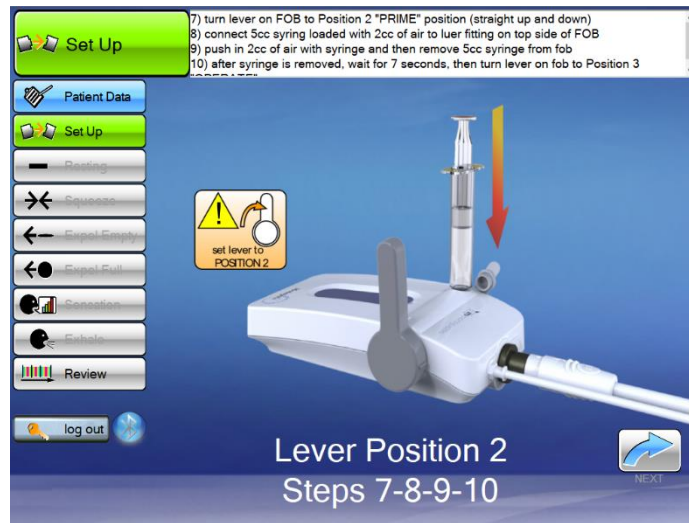 Set Up
7) turn lever on FOB to Position 2 "PRIME" position (straight up and down)
8) connect 5cc syring loaded with 2cc of air to luer fitting on top side of FOB
9) push in 2cc of air with syringe and then remove 5cc syringe from fob
10) after syringe is removed, wait for 7 seconds, then turn lever on fob to Position 3
"OPERATE"
Patient Data
Set Up
Resting
Squeeze
Expel Empty
Expel Full
Sensation
Exhale
Review
log out
set lever to
POSITION 2
Lever Position 2
Steps 7-8-9-10
NEXT